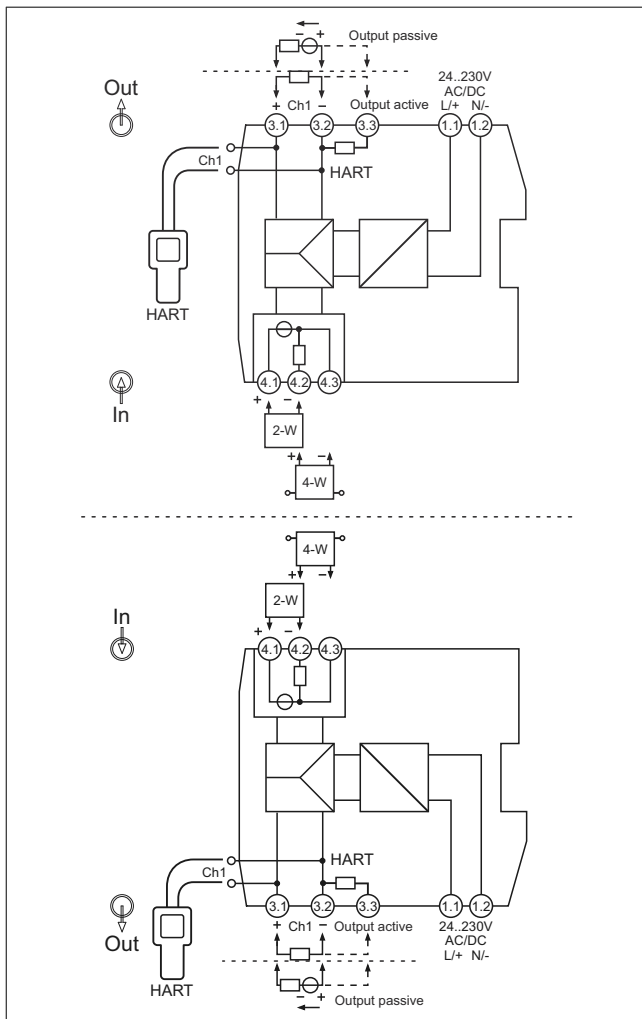 Output passive
− +
Out
24..230V
AC/DC
+ Ch1 − Output active L/+ N/-
3.1 3.2 3.3 1.1 1.2
Ch1
HART
HART
4.1 4.2 4.3
In
+ −
2-W
+ −
4-W
4-W
+ −
2-W
In
+ −
4.1 4.2 4.3
HART
Ch1
3.1 3.2 3.3 1.1 1.2
Out
+ Ch1 − Output active 24..230V
AC/DC
L/+ N/-
HART
− +
Output passive